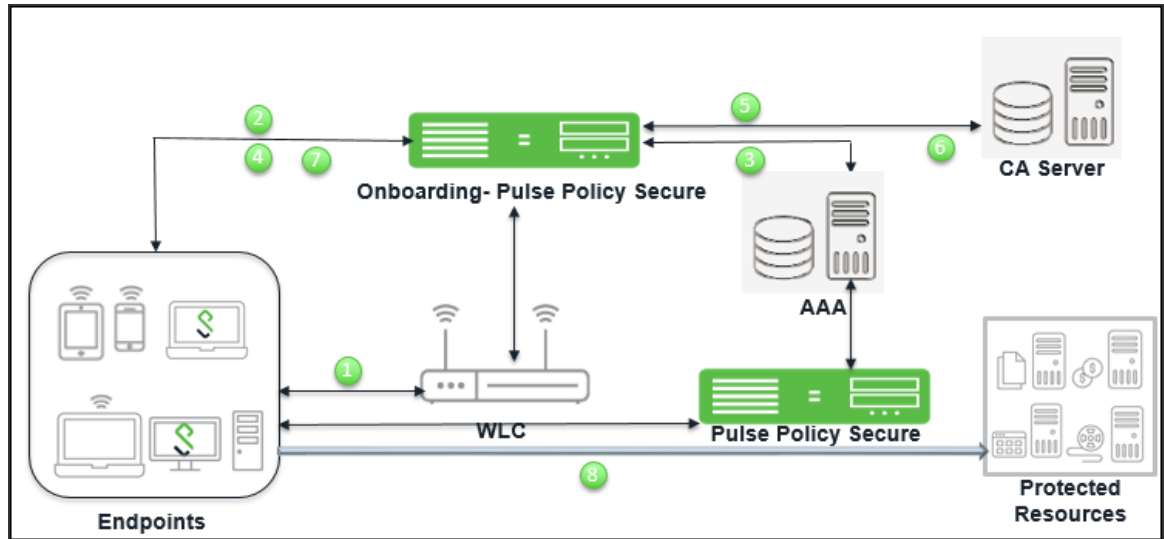 2
5
4
7
3
6
CA Server
Onboarding- Pulse Policy Secure
AAA
1
WLC
Pulse Policy Secure
8
Protected
Resources
Endpoints